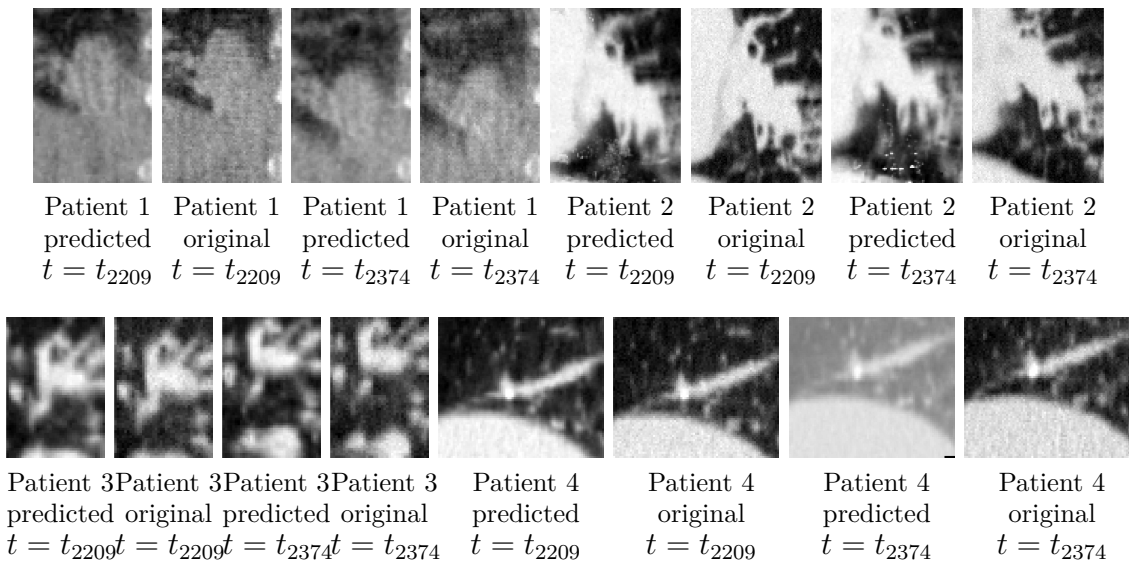 Patient 1 Patient 1 Patient 1 Patient 1 Patient 2 Patient 2 Patient 2 Patient 2
predicted original predicted original predicted original predicted original
t = t2209 t = t2209 t = t2374 t = t2374 t = t2209 t = t2209 t = t2374 t = t2374
Patient 3 Patient 3 Patient 3 Patient 3 Patient 4 Patient 4 Patient 4 Patient 4
predicted original predicted original predicted original predicted original
t = t2209 t = t2209 t = t2374 t = t2374 t = t2209 t = t2209 t = t2374 t = t2374